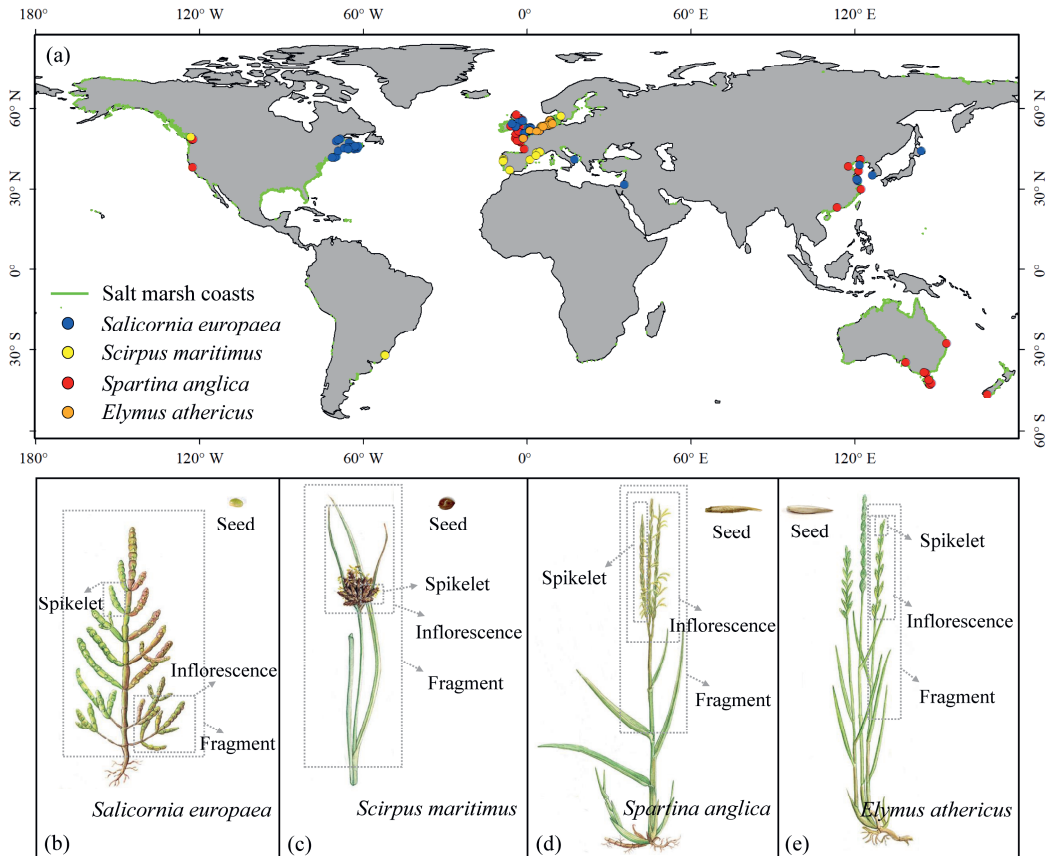 180° 120° W 60° W 0° 60° E 120° E
(a)
60° N 60° N
30° N 30° N
0° 0°
30° S 30° S
60° S 60° S
Salt marsh coasts
Salicornia europaea
Scirpus maritimus
Spartina anglica
Elymus athericus
180° 120° W 60° W 0° 60° E 120° E
Seed
Spikelet
Inflorescence
Fragment
Salicornia europaea
(b)
Seed
Spikelet
Inflorescence
Fragment
Scirpus maritimus
(c)
Seed
Spikelet
Inflorescence
Fragment
Spartina anglica
(d)
Seed
Spikelet
Inflorescence
Fragment
Elymus athericus
(e)